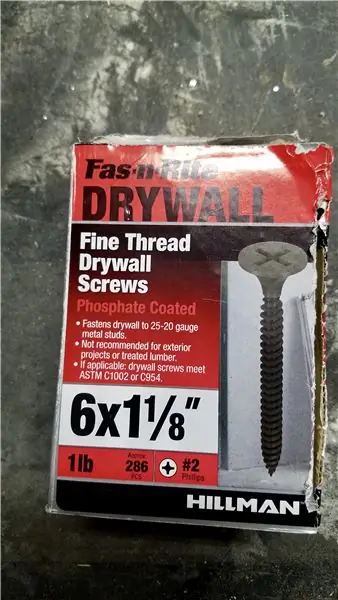 Fas-n-Rite
DRYWALL
Fine Thread
Drywall
Screws
Phosphate Coated
• Fastens drywall to 25-20 gauge
metal studs.
• Not recommended for exterior
projects or treated lumber.
• If applicable: drywall screws meet
ASTM C1002 or C954.
6x1⅛"
1lb
Approx
286
PCS
#2
Phillips
HILLMAN